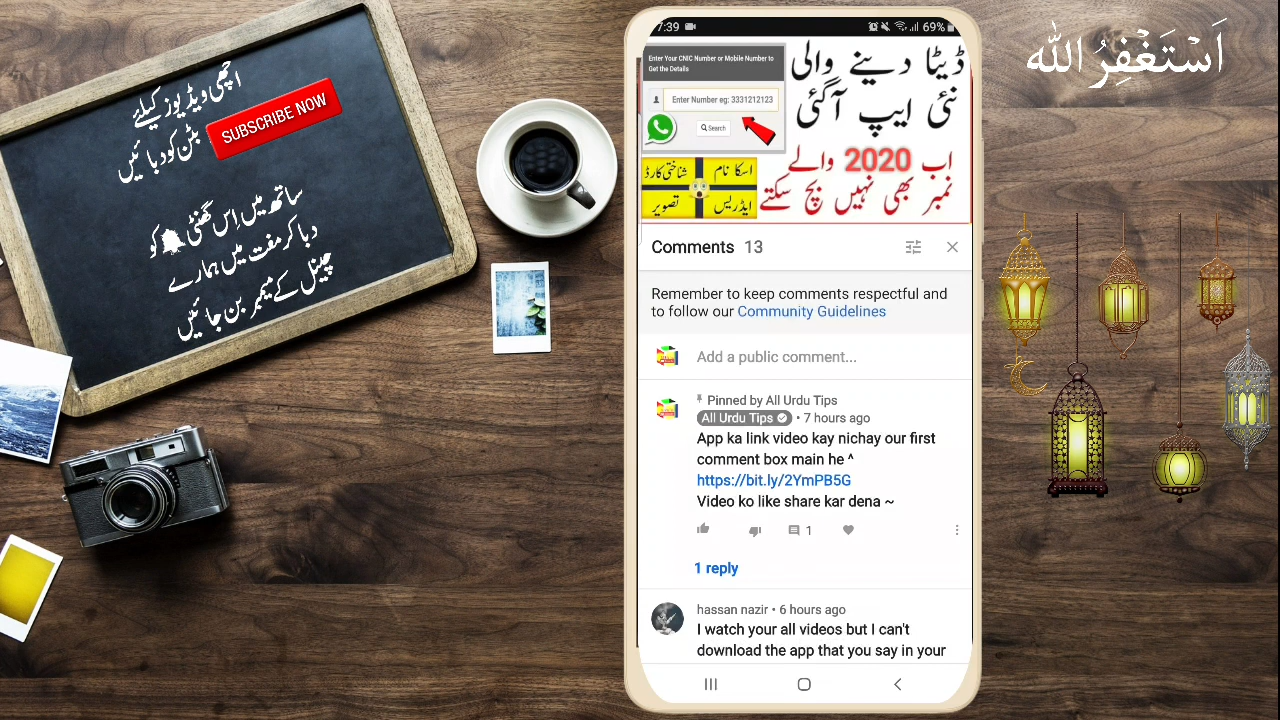 اچھی ویڈیوز کیلئے
SUBSCRIBE NOW
بٹن کو دبائیں
ساتھ میں اِس گھنٹی کو
دبا کر مفت میں ہمارے
چینل کے میمبر بن جائیں
7:39
69%
Enter Your CNIC Number or Mobile Number to
Get the Details
Enter Number eg: 3331212123
Search
ڈیٹا دینے والی
نئی ایپ آگئی
اب 2020 والے
نمبر بھی نہیں بچ سکتے
اسکا نام
شناختی کارڈ
ایڈریس
تصویر
Comments 13
Remember to keep comments respectful and
to follow our Community Guidelines
Add a public comment...
Pinned by All Urdu Tips
All Urdu Tips • 7 hours ago
App ka link video kay nichay our first
comment box main he ^
https://bit.ly/2YmPB5G
Video ko like share kar dena ~
1
1 reply
hassan nazir • 6 hours ago
I watch your all videos but I can't
download the app that you say in your
اَسْتَغْفِرُ اللّٰه